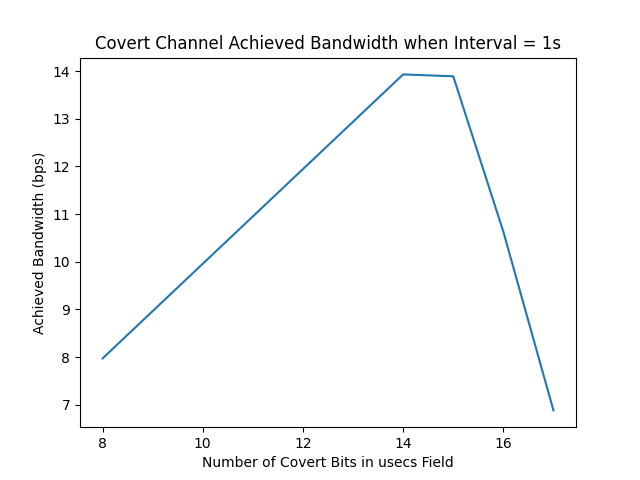 Covert Channel Achieved Bandwidth when Interval = 1s
14
13
12
11
10
9
8
7
Achieved Bandwidth (bps)
8 10 12 14 16
Number of Covert Bits in usecs Field